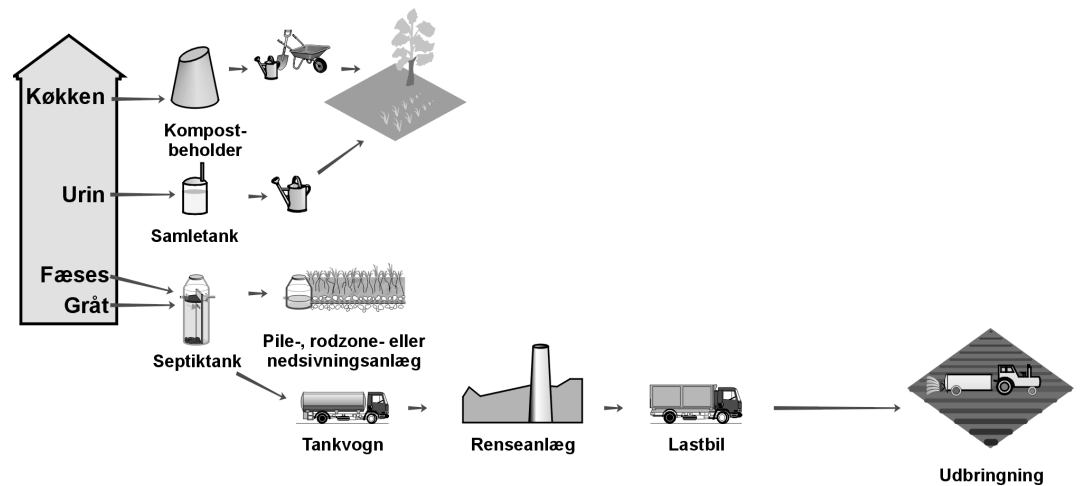 Køkken
Kompost-
beholder
Urin
Samletank
Fæses
Gråt
Septiktank
Pile-, rodzone- eller
nedsivningsanlæg
Tankvogn
Renseanlæg
Lastbil
Udbringning